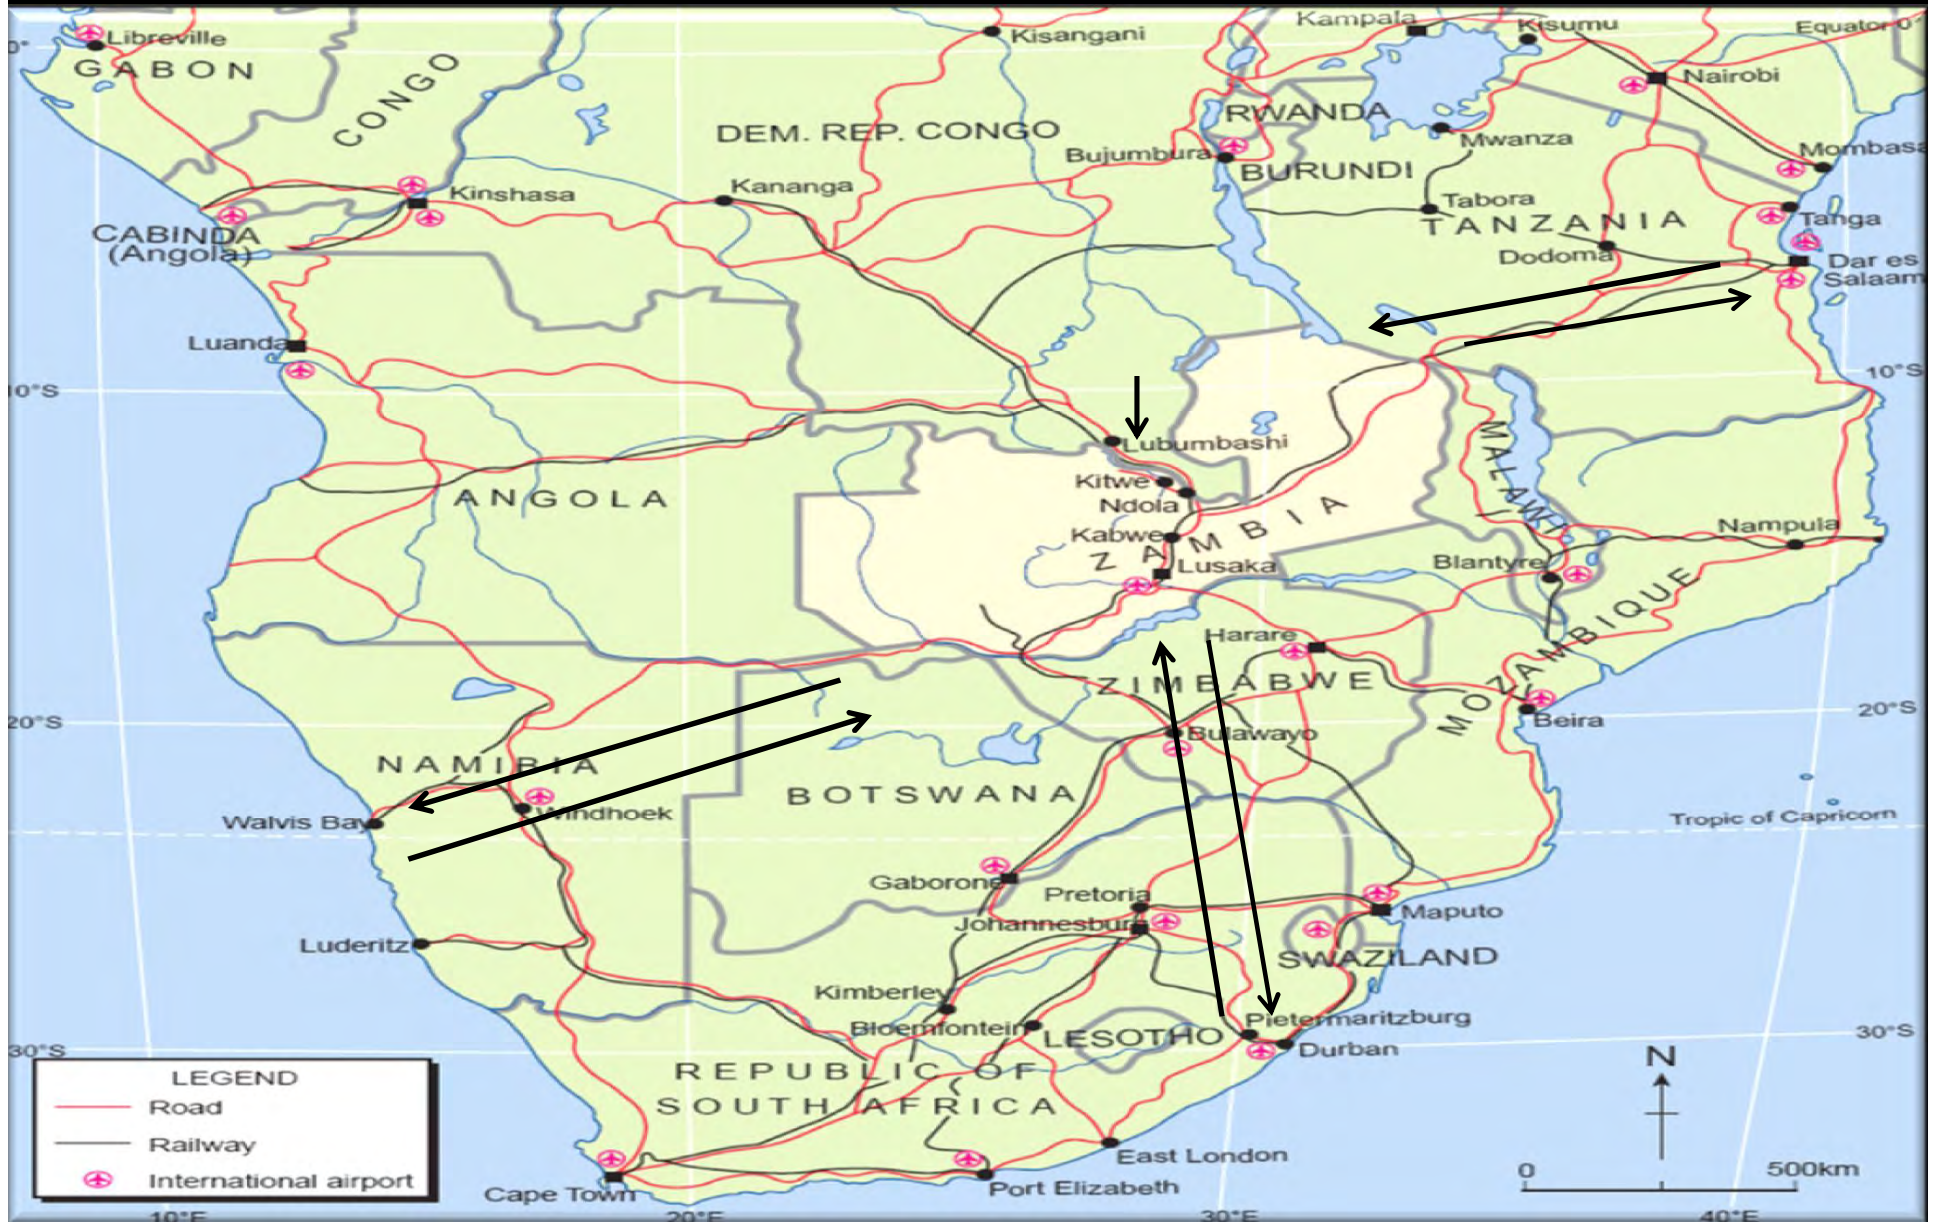 Kampala
Kisumu
Equator 0°
Libreville
0°
GABON
Kisangani
Nairobi
CONGO
RWANDA
DEM. REP. CONGO
Mwanza
Mombasa
Bujumbura
BURUNDI
Kananga
Kinshasa
Tabora
TANZANIA
Tanga
CABINDA
(Angola)
Dodoma
Dar es
Salaam
Luanda
10°S
10°S
Lubumbashi
MALAWI
Kitwe
ANGOLA
Ndola
ZAMBIA
Nampula
Kabwe
Lusaka
Blantyre
MOZAMBIQUE
Harare
ZIMBABWE
20°S
20°S
Beira
Bulawayo
NAMIBIA
BOTSWANA
Walvis Bay
Windhoek
Tropic of Capricorn
Gaborone
Pretoria
Maputo
Johannesburg
Luderitz
SWAZILAND
Kimberley
Pietermaritzburg
Bloemfontein
LESOTHO
30°S
Durban
30°S
N
REPUBLIC OF
SOUTH AFRICA
LEGEND
Road
Railway
International airport
East London
0 500km
Port Elizabeth
Cape Town
10°E
20°E
30°E
40°E